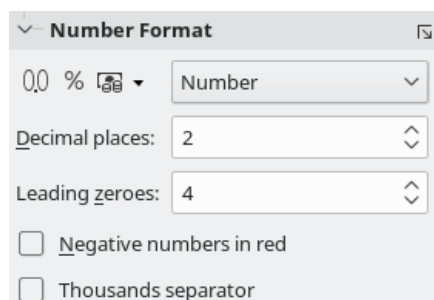 Number Format
0.0 % Number
Decimal places: 2
Leading zeroes: 4
Negative numbers in red
Thousands separator